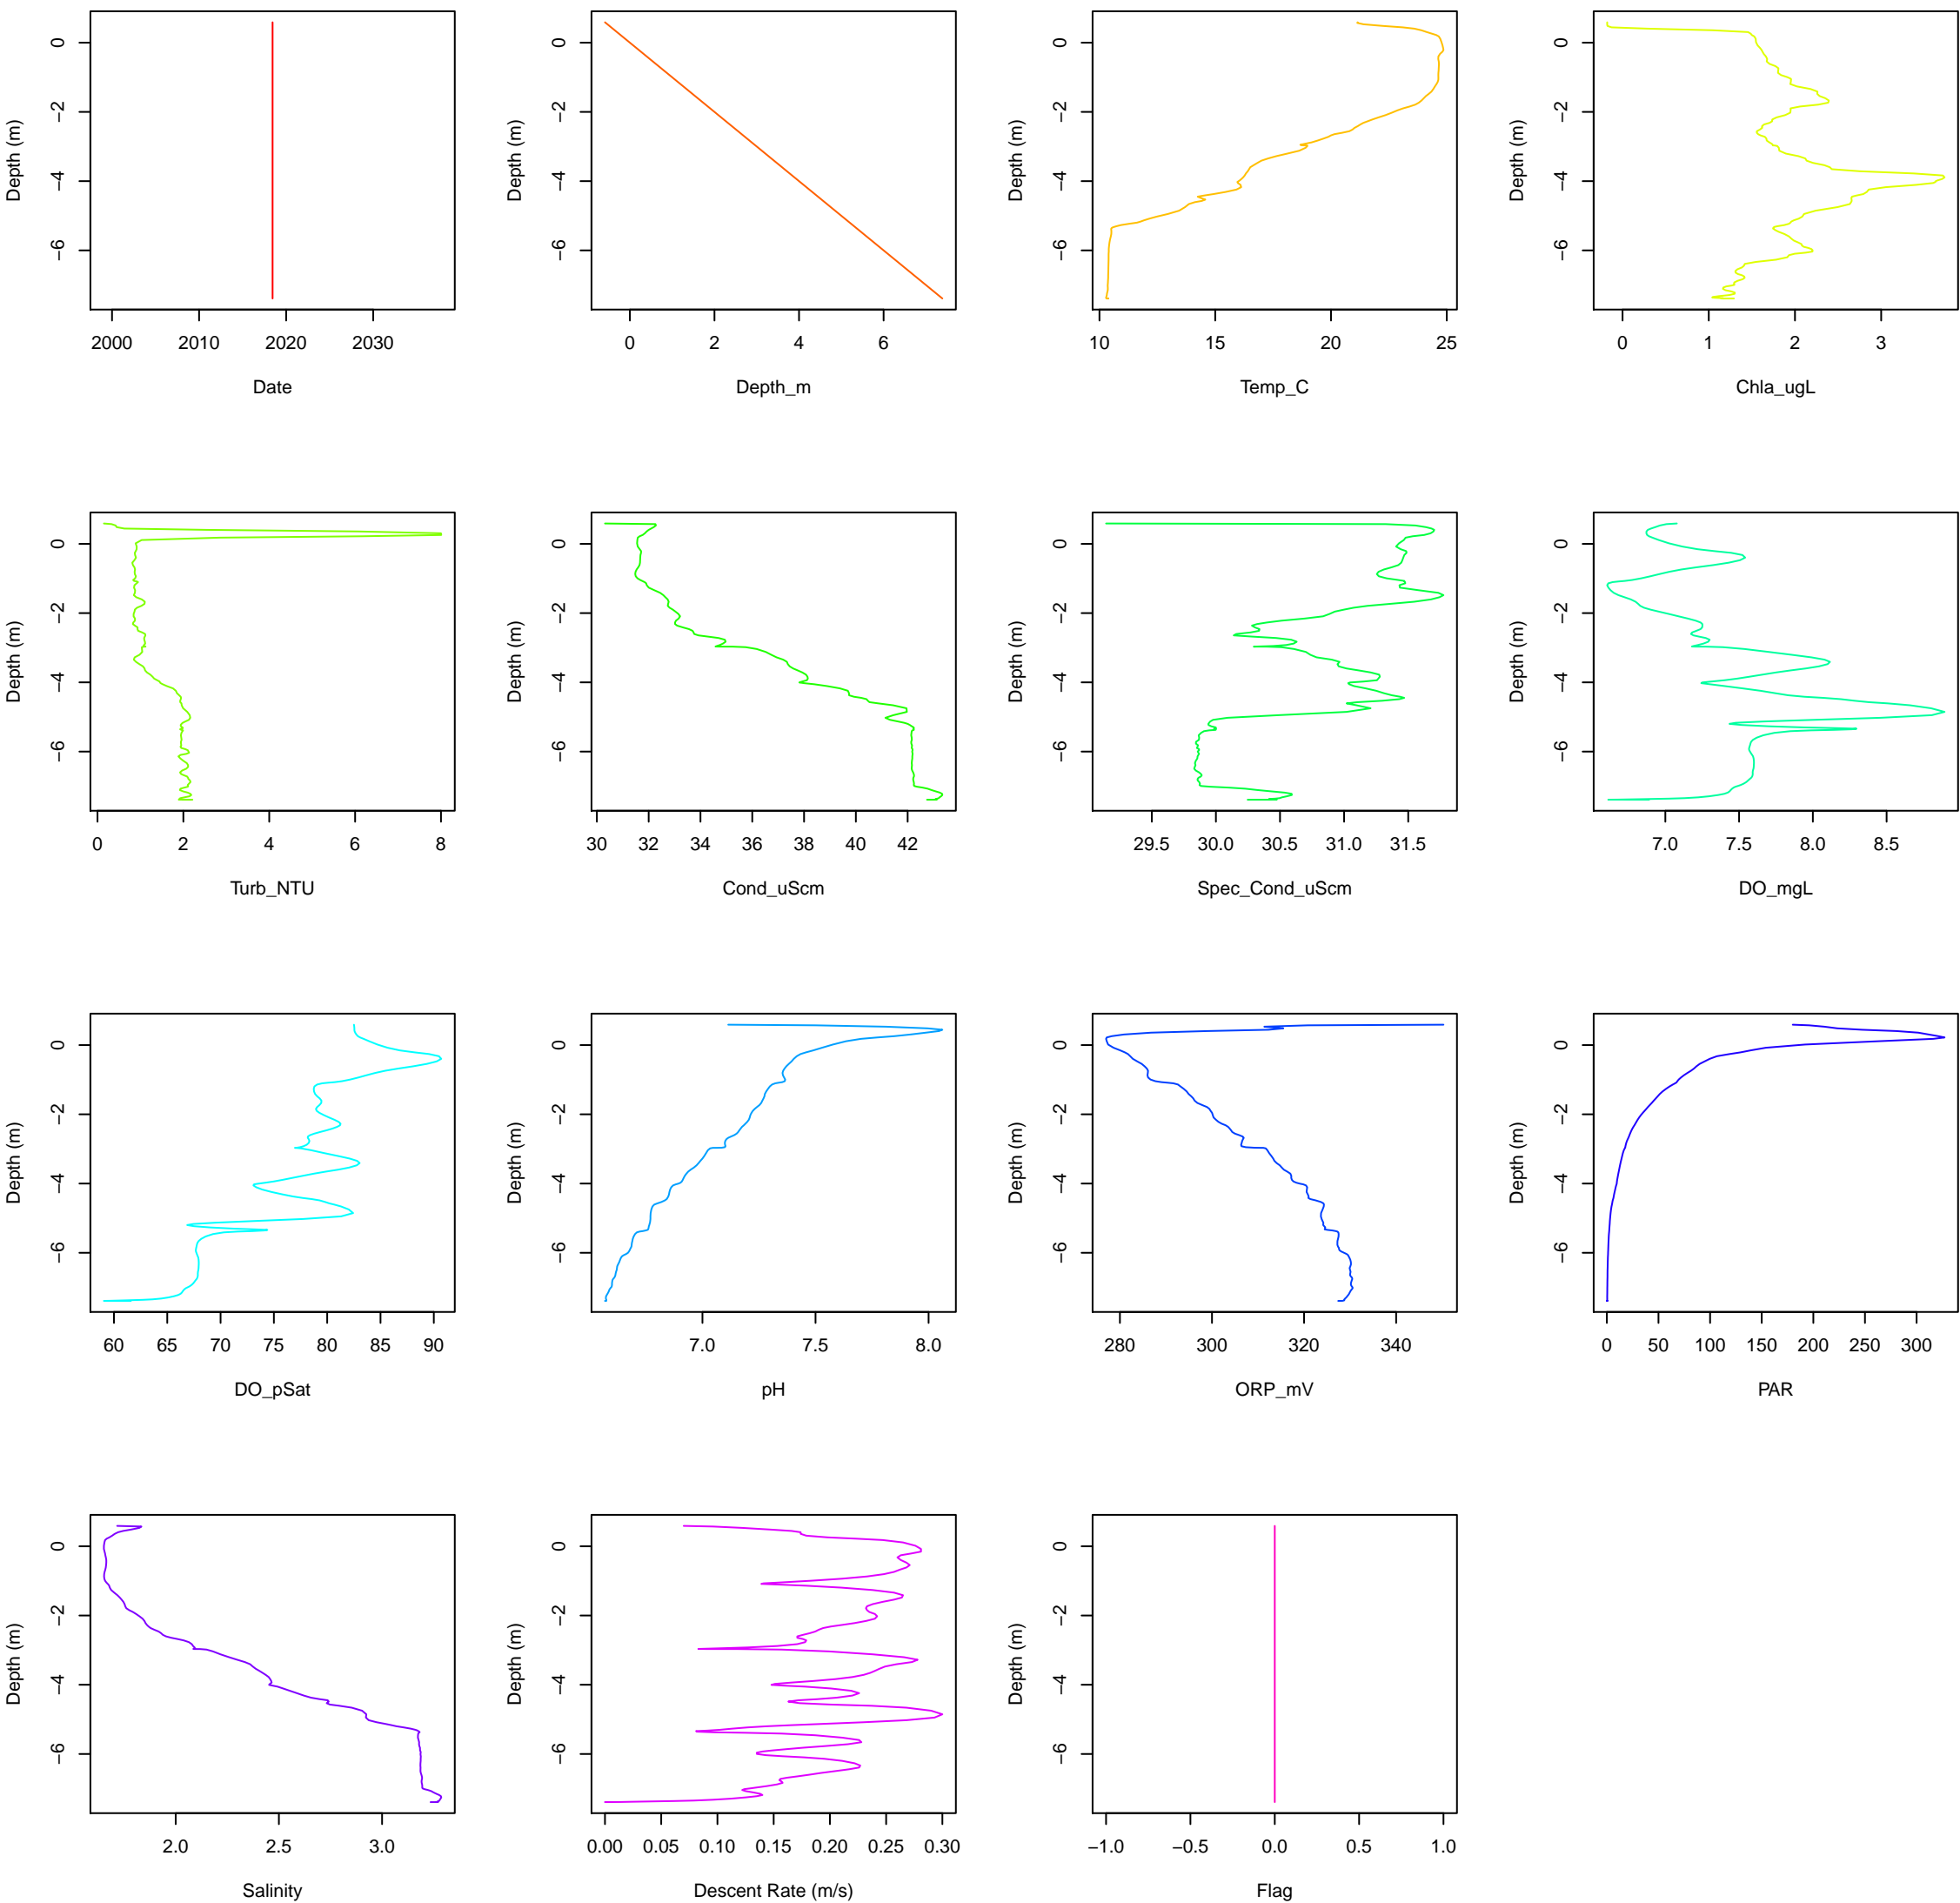 Depth (m)
0
−2
−4
−6
2000 2010 2020 2030
Date
Depth (m)
0
−2
−4
−6
0 2 4 6
Depth_m
Depth (m)
0
−2
−4
−6
10 15 20 25
Temp_C
Depth (m)
0
−2
−4
−6
0 1 2 3
Chla_ugL
Depth (m)
0
−2
−4
−6
0 2 4 6 8
Turb_NTU
Depth (m)
0
−2
−4
−6
30 32 34 36 38 40 42
Cond_uScm
Depth (m)
0
−2
−4
−6
29.5 30.0 30.5 31.0 31.5
Spec_Cond_uScm
Depth (m)
0
−2
−4
−6
7.0 7.5 8.0 8.5
DO_mgL
Depth (m)
0
−2
−4
−6
60 65 70 75 80 85 90
DO_pSat
Depth (m)
0
−2
−4
−6
7.0 7.5 8.0
pH
Depth (m)
0
−2
−4
−6
280 300 320 340
ORP_mV
Depth (m)
0
−2
−4
−6
0 50 100 150 200 250 300
PAR
Depth (m)
0
−2
−4
−6
2.0 2.5 3.0
Salinity
Depth (m)
0
−2
−4
−6
0.00 0.05 0.10 0.15 0.20 0.25 0.30
Descent Rate (m/s)
Depth (m)
0
−2
−4
−6
−1.0 −0.5 0.0 0.5 1.0
Flag